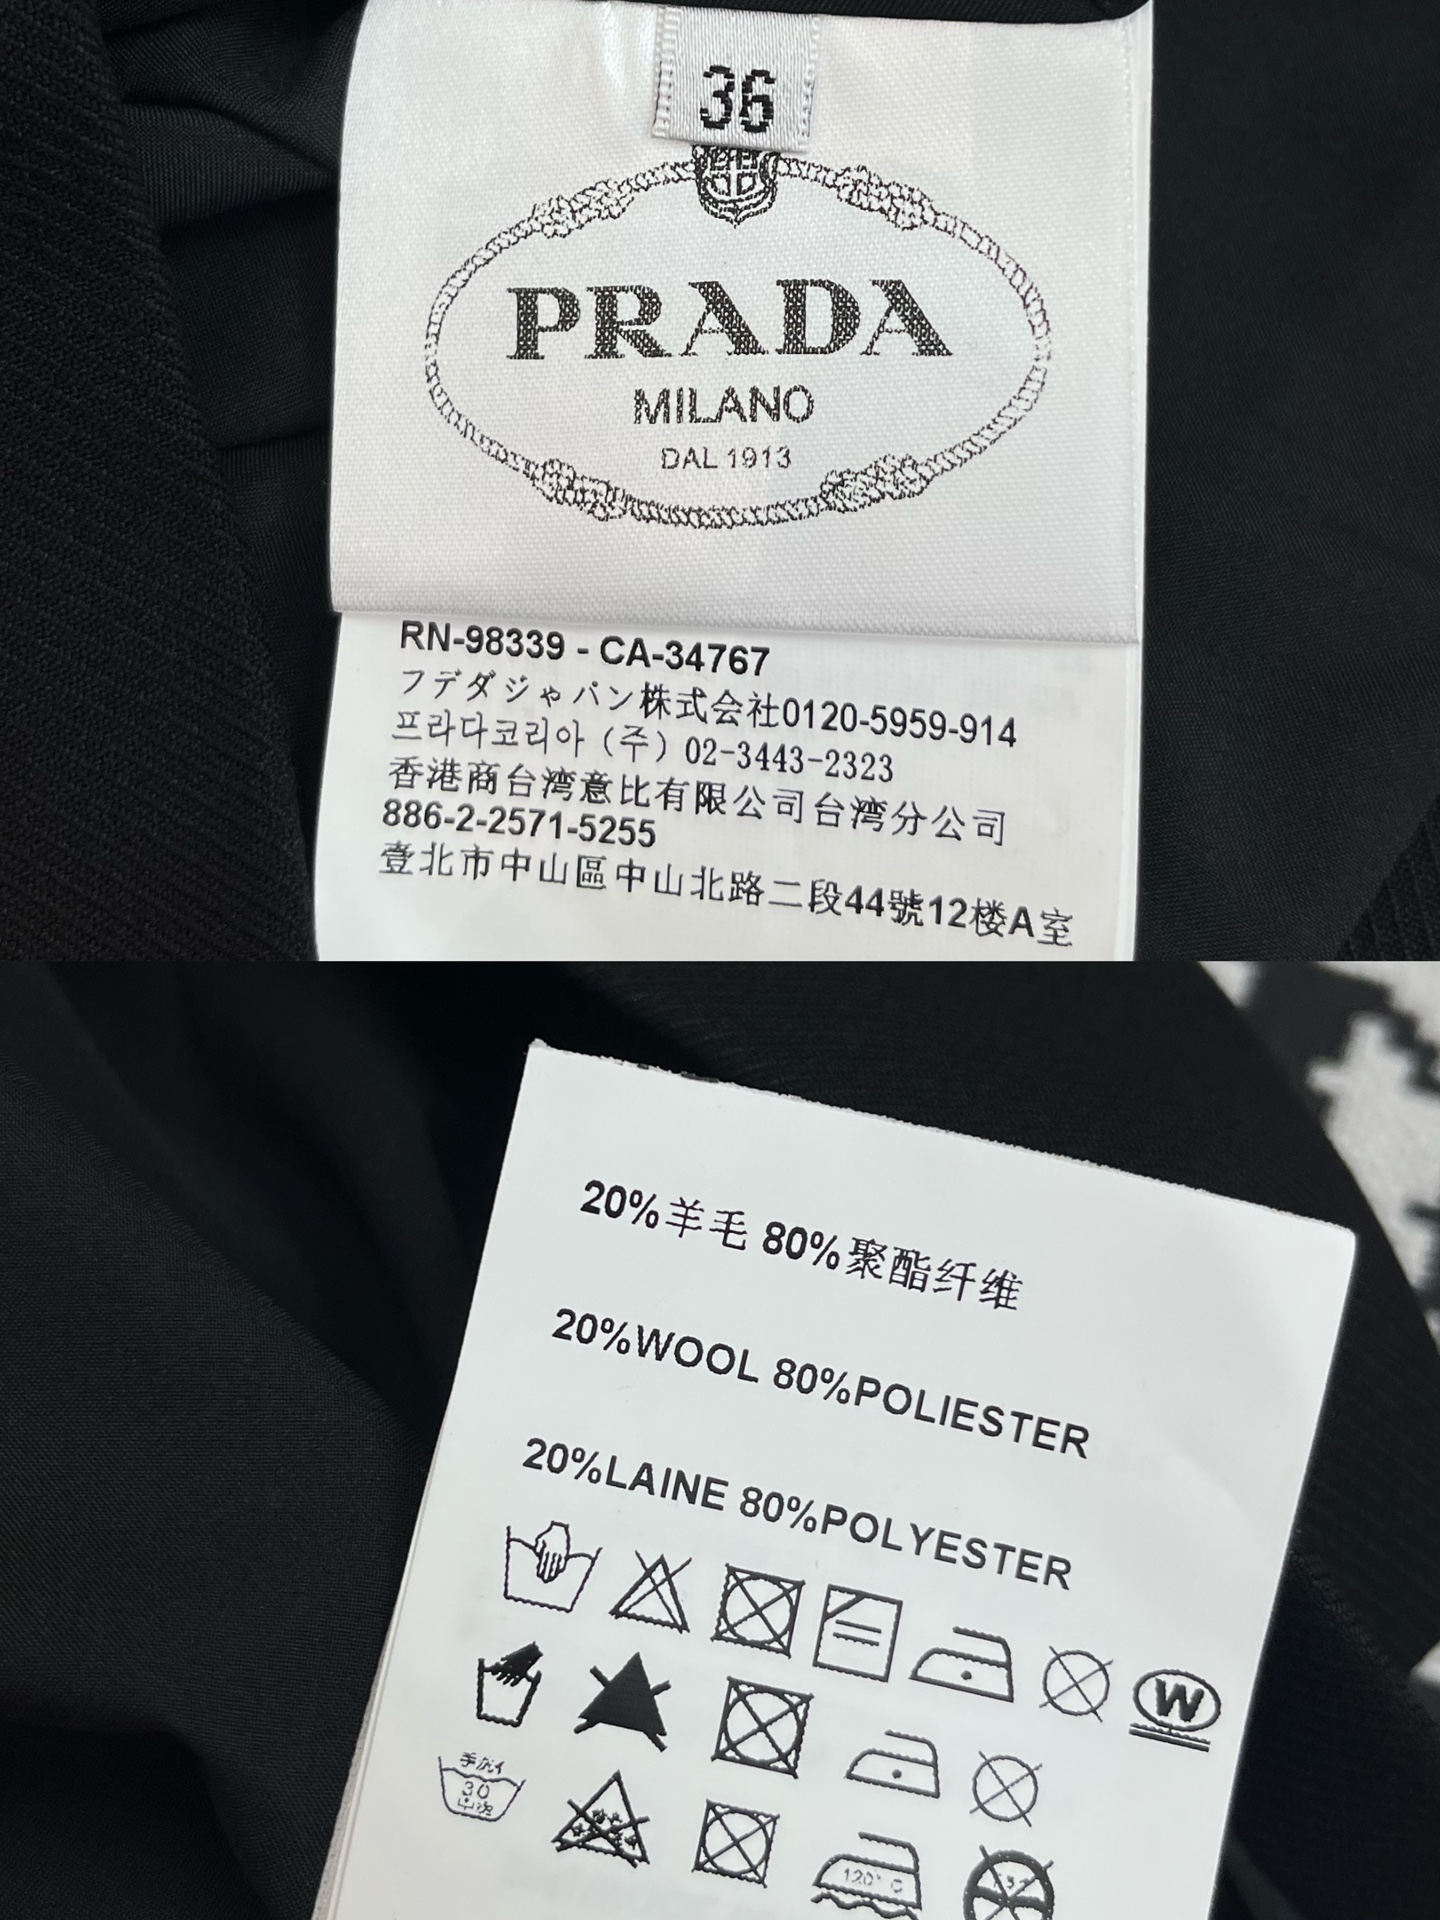 36
PRADA
MILANO
DAL 1913
RN-98339 - CA-34767
フデダジャパン株式会社0120-5959-914
프라다코리아 (주) 02-3443-2323
香港商台湾意比有限公司台湾分公司
886-2-2571-5255
壹北市中山區中山北路二段44號12楼A室
20%羊毛 80%聚酯纤维
20%WOOL 80%POLIESTER
20%LAINE 80%POLYESTER
W
30
120° C